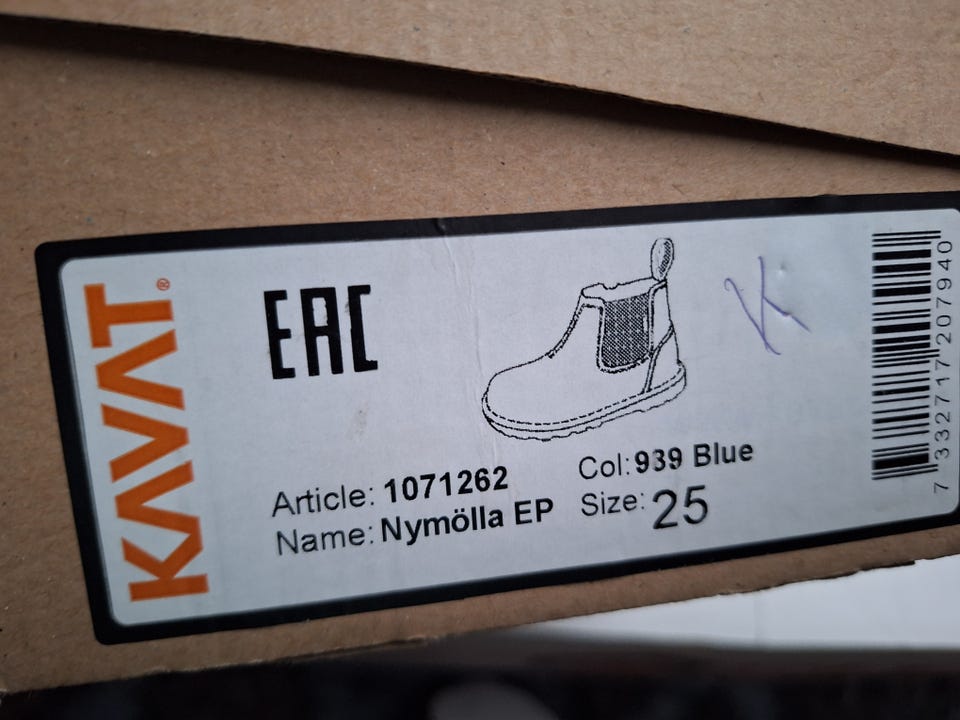 KAVAT®
EAC
K
Article: 1071262
Name: Nymölla EP
Col: 939 Blue
Size: 25
7 332717 207940